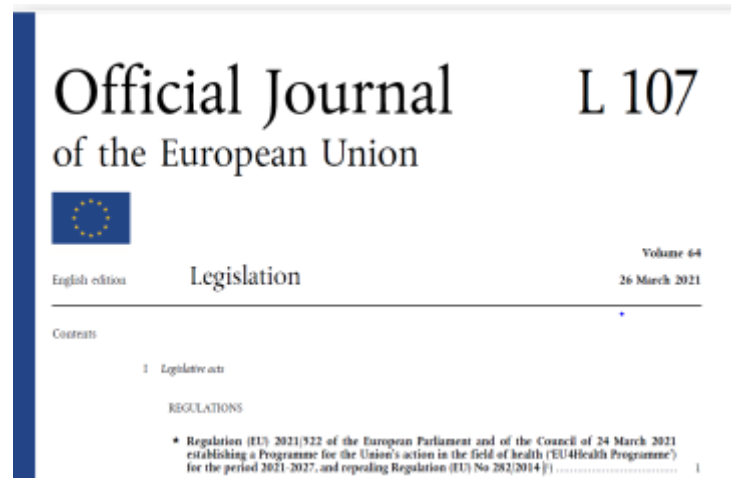 Official Journal L 107
of the European Union
Volume 64
English edition Legislation 26 March 2021
Contents
I Legislative acts
REGULATIONS
★ Regulation (EU) 2021/522 of the European Parliament and of the Council of 24 March 2021
establishing a Programme for the Union's action in the field of health (‘EU4Health Programme’)
for the period 2021-2027, and repealing Regulation (EU) No 282/2014 (¹) .............................. 1